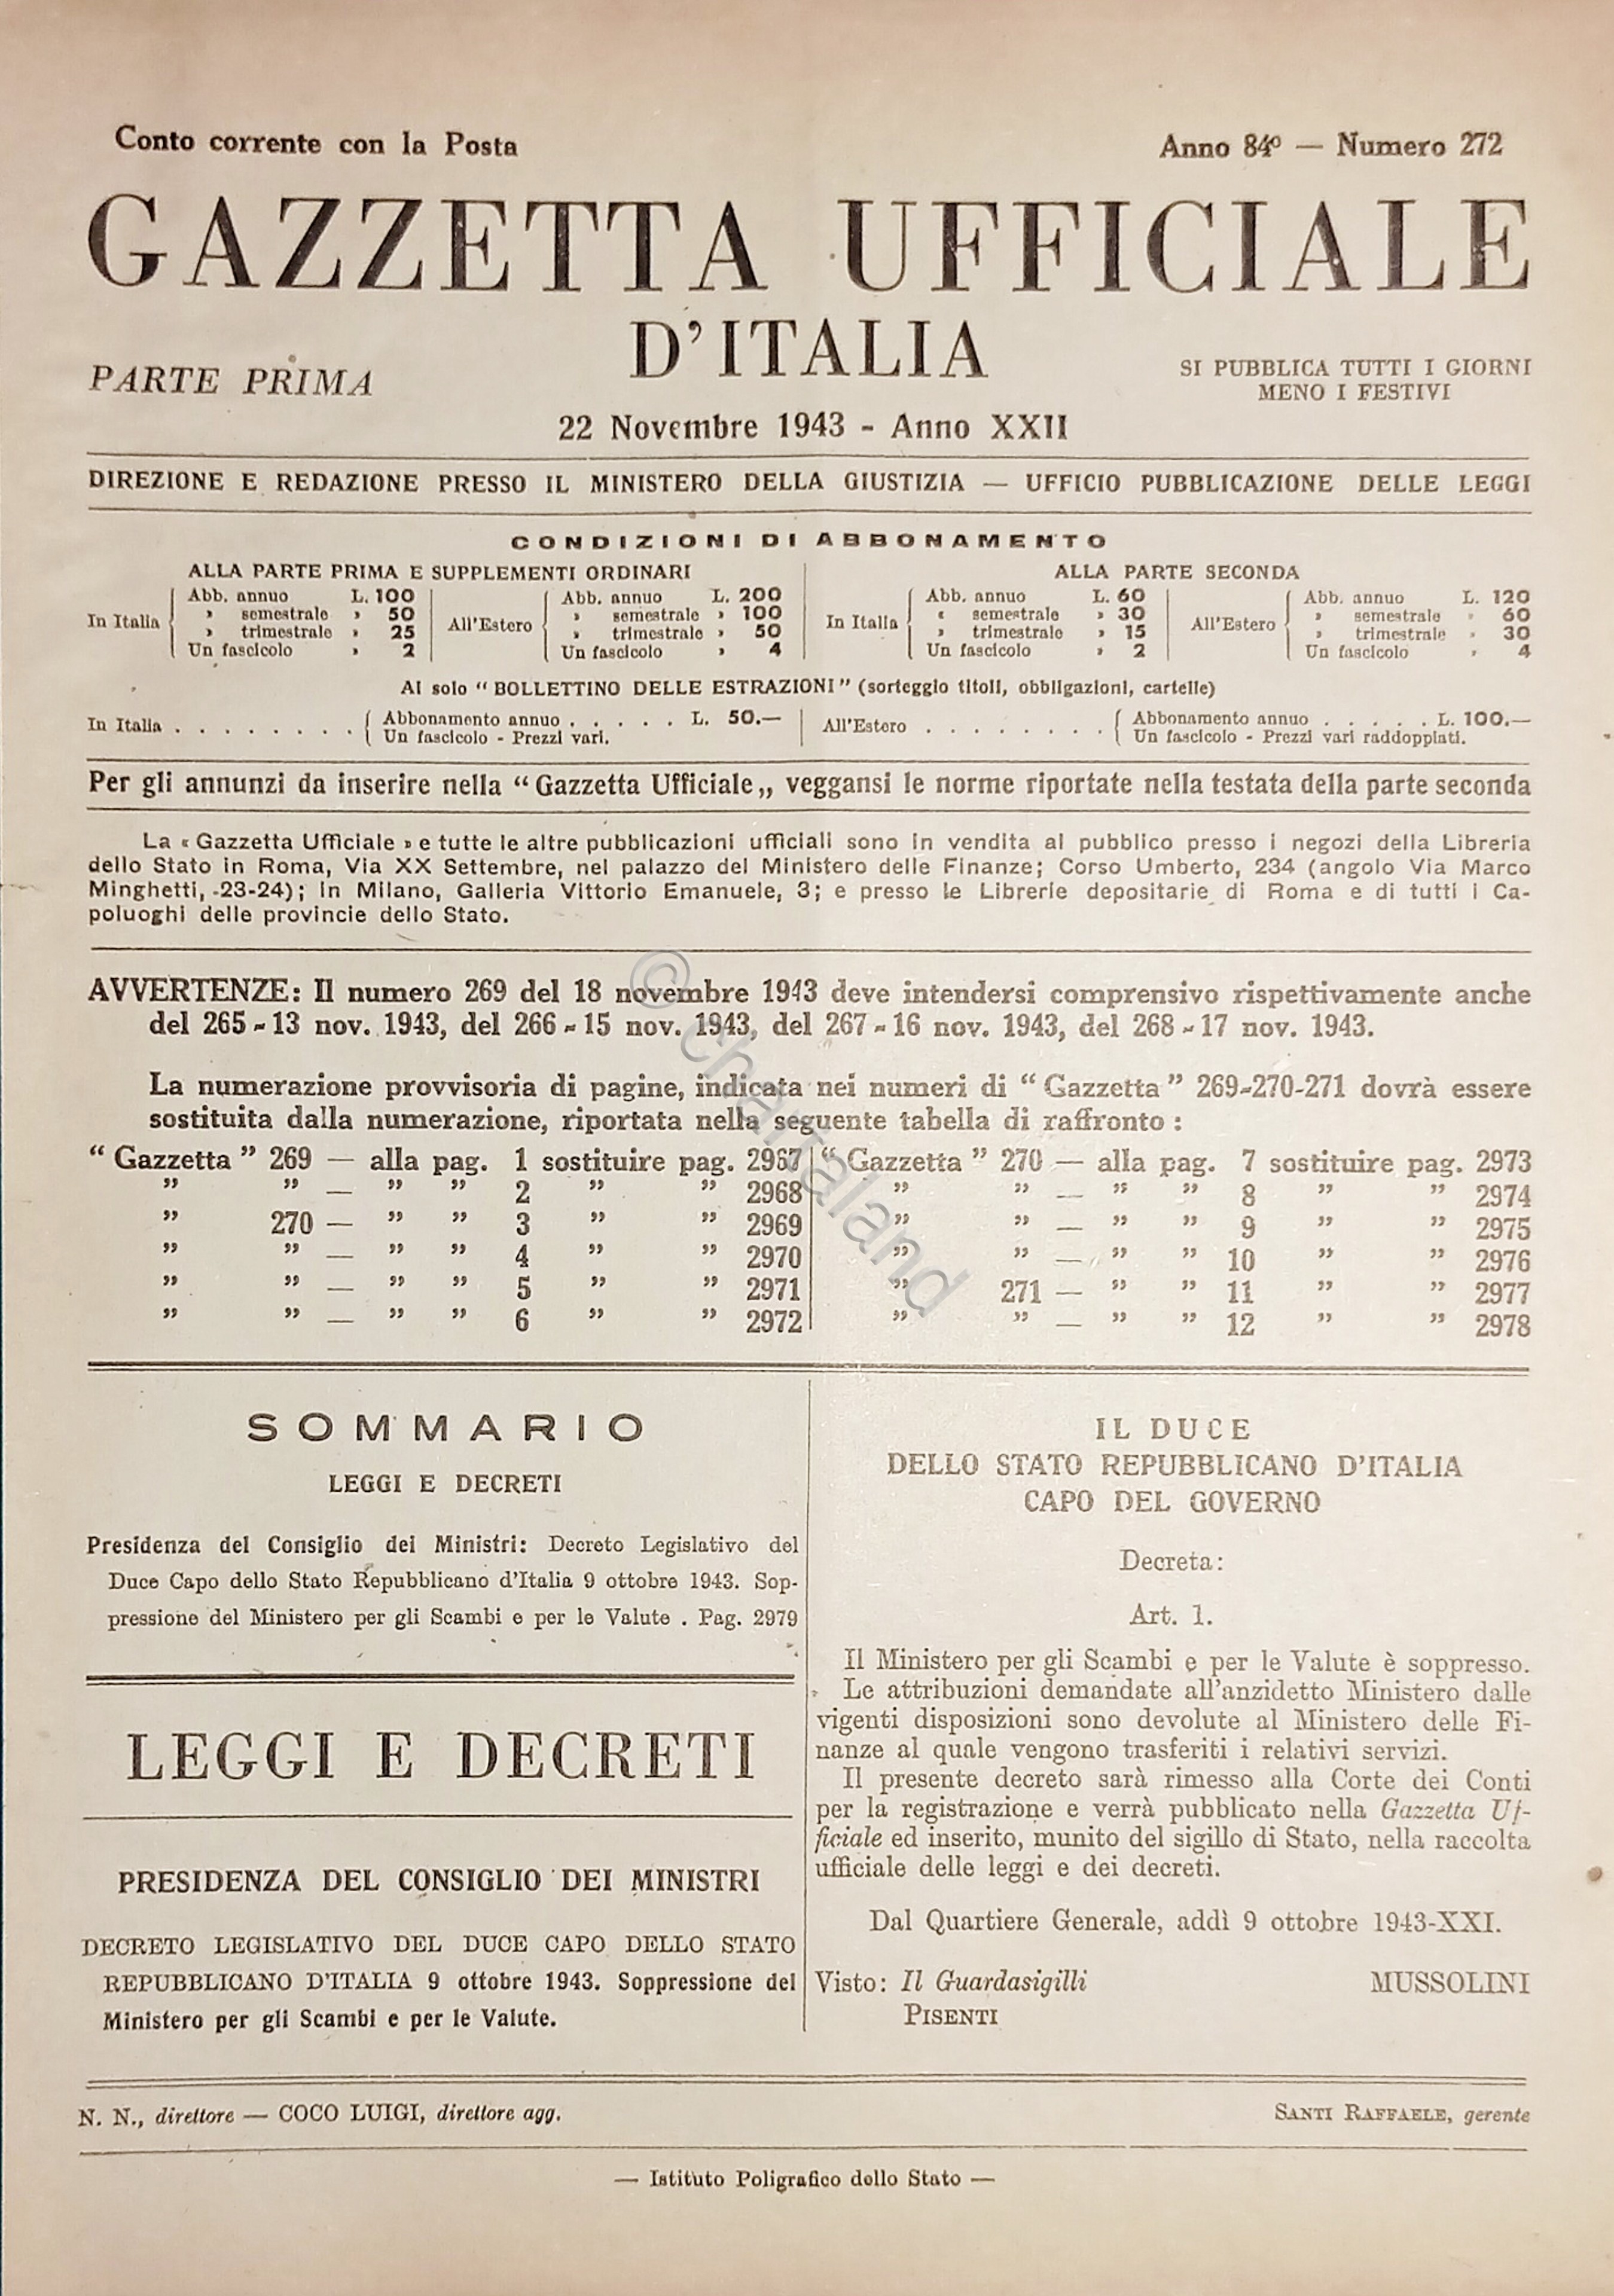 Conto corrente con la Posta
Anno 84º — Numero 272
GAZZETTA UFFICIALE
D'ITALIA
PARTE PRIMA
SI PUBBLICA TUTTI I GIORNI
MENO I FESTIVI
22 Novembre 1943 - Anno XXII
DIREZIONE E REDAZIONE PRESSO IL MINISTERO DELLA GIUSTIZIA — UFFICIO PUBBLICAZIONE DELLE LEGGI
CONDIZIONI DI ABBONAMENTO
ALLA PARTE PRIMA E SUPPLEMENTI ORDINARI
In Italia
Abb. annuo L. 100
» semestrale » 50
» trimestrale » 25
Un fascicolo » 2
All'Estero
Abb. annuo L. 200
» semestrale » 100
» trimestrale » 50
Un fascicolo » 4
ALLA PARTE SECONDA
In Italia
Abb. annuo L. 60
« semestrale » 30
» trimestrale » 15
Un fascicolo » 2
All'Estero
Abb. annuo L. 120
» semestrale » 60
» trimestrale » 30
Un fascicolo » 4
Al solo "BOLLETTINO DELLE ESTRAZIONI" (sorteggio titoli, obbligazioni, cartelle)
In Italia . . . . . . . .
Abbonamento annuo . . . . . L. 50.—
Un fascicolo - Prezzi vari.
All'Estero . . . . . . . .
Abbonamento annuo . . . . . L. 100.—
Un fascicolo - Prezzi vari raddoppiati.
Per gli annunzi da inserire nella "Gazzetta Ufficiale„ veggansi le norme riportate nella testata della parte seconda
La « Gazzetta Ufficiale » e tutte le altre pubblicazioni ufficiali sono in vendita al pubblico presso i negozi della Libreria
dello Stato in Roma, Via XX Settembre, nel palazzo del Ministero delle Finanze; Corso Umberto, 234 (angolo Via Marco
Minghetti, -23-24); in Milano, Galleria Vittorio Emanuele, 3; e presso le Librerie depositarie di Roma e di tutti i Ca-
poluoghi delle provincie dello Stato.
AVVERTENZE: Il numero 269 del 18 novembre 1943 deve intendersi comprensivo rispettivamente anche
del 265-13 nov. 1943, del 266-15 nov. 1943, del 267-16 nov. 1943, del 268-17 nov. 1943.
La numerazione provvisoria di pagine, indicata nei numeri di "Gazzetta" 269-270-271 dovrà essere
sostituita dalla numerazione, riportata nella seguente tabella di raffronto :
"Gazzetta" 269 — alla pag. 1 sostituire pag. 2967
" " — " " 2 " " 2968
" 270 — " " 3 " " 2969
" " — " " 4 " " 2970
" " — " " 5 " " 2971
" " — " " 6 " " 2972
"Gazzetta" 270 — alla pag. 7 sostituire pag. 2973
" " — " " 8 " " 2974
" " — " " 9 " " 2975
" " — " " 10 " " 2976
" 271 — " " 11 " " 2977
" " — " " 12 " " 2978
© chartaland
SOMMARIO
LEGGI E DECRETI
Presidenza del Consiglio dei Ministri: Decreto Legislativo del
Duce Capo dello Stato Repubblicano d'Italia 9 ottobre 1943. Sop-
pressione del Ministero per gli Scambi e per le Valute . Pag. 2979
LEGGI E DECRETI
PRESIDENZA DEL CONSIGLIO DEI MINISTRI
DECRETO LEGISLATIVO DEL DUCE CAPO DELLO STATO
REPUBBLICANO D'ITALIA 9 ottobre 1943. Soppressione del
Ministero per gli Scambi e per le Valute.
IL DUCE
DELLO STATO REPUBBLICANO D'ITALIA
CAPO DEL GOVERNO
Decreta:
Art. 1.
Il Ministero per gli Scambi e per le Valute è soppresso.
Le attribuzioni demandate all'anzidetto Ministero dalle
vigenti disposizioni sono devolute al Ministero delle Fi-
nanze al quale vengono trasferiti i relativi servizi.
Il presente decreto sarà rimesso alla Corte dei Conti
per la registrazione e verrà pubblicato nella Gazzetta Uf-
ficiale ed inserito, munito del sigillo di Stato, nella raccolta
ufficiale delle leggi e dei decreti.
Dal Quartiere Generale, addì 9 ottobre 1943-XXI.
Visto: Il Guardasigilli MUSSOLINI
PISENTI
N. N., direttore — COCO LUIGI, direttore agg.
SANTI RAFFAELE, gerente
— Istituto Poligrafico dello Stato —